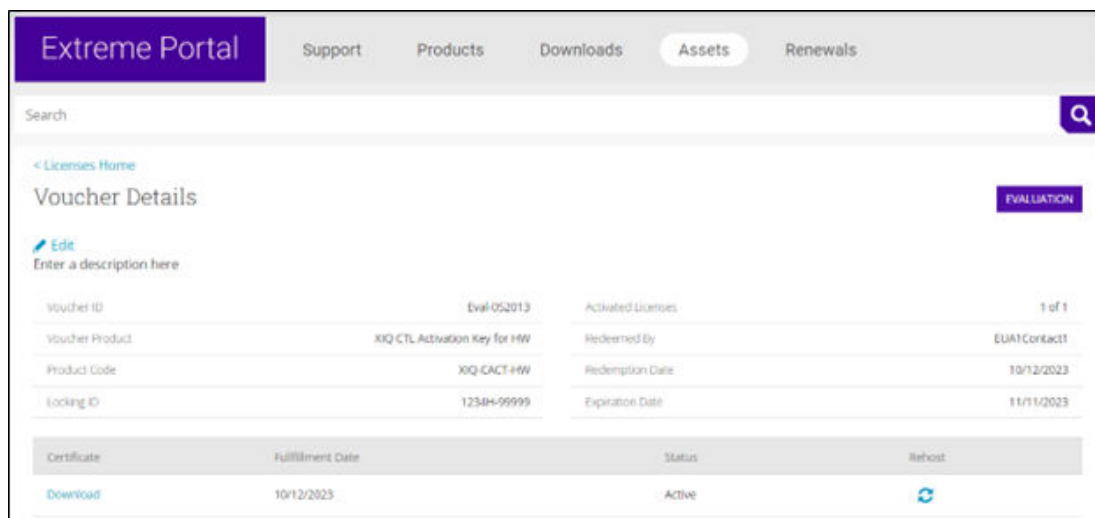 Extreme Portal Support Products Downloads Assets Renewals
Search
< Licenses Home
Voucher Details
EVALUATION
Edit
Enter a description here
Voucher ID Eval-052013 Activated Licenses 1 of 1
Voucher Product XIQ CTL Activation Key for HW Redeemed By EUA1Contact1
Product Code XIQ-CACT-HW Redemption Date 10/12/2023
Locking ID 1234H-99999 Expiration Date 11/11/2023
Certificate Fullfillment Date Status Rehost
Download 10/12/2023 Active